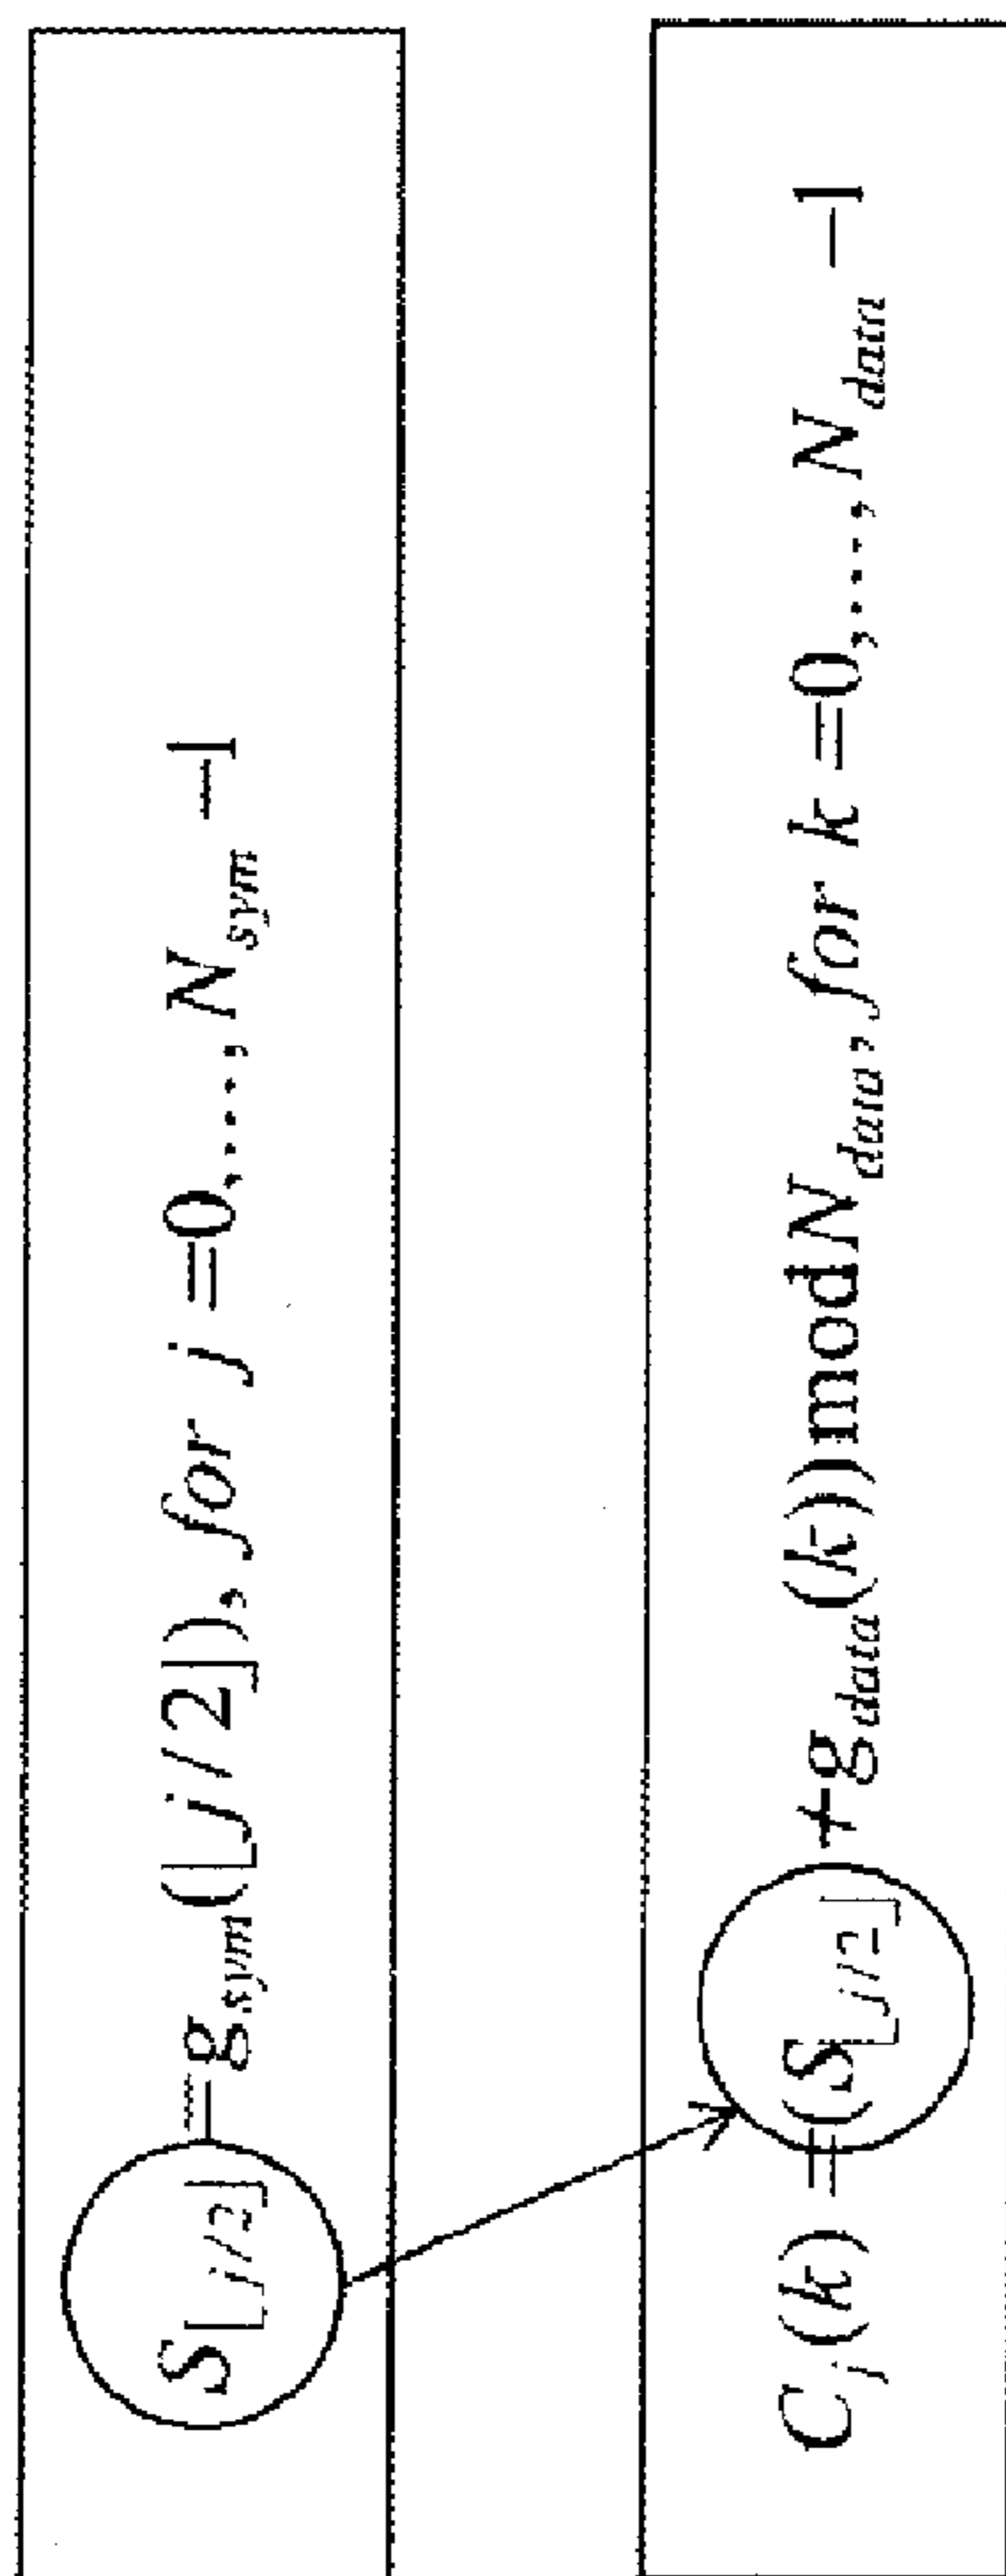 S⌊j/2⌋ = g_sym(⌊j/2⌋), for j = 0,..., N_sym − 1
C_j(k) = (S⌊j/2⌋ + g_data(k)) mod N_data, for k = 0,..., N_data − 1